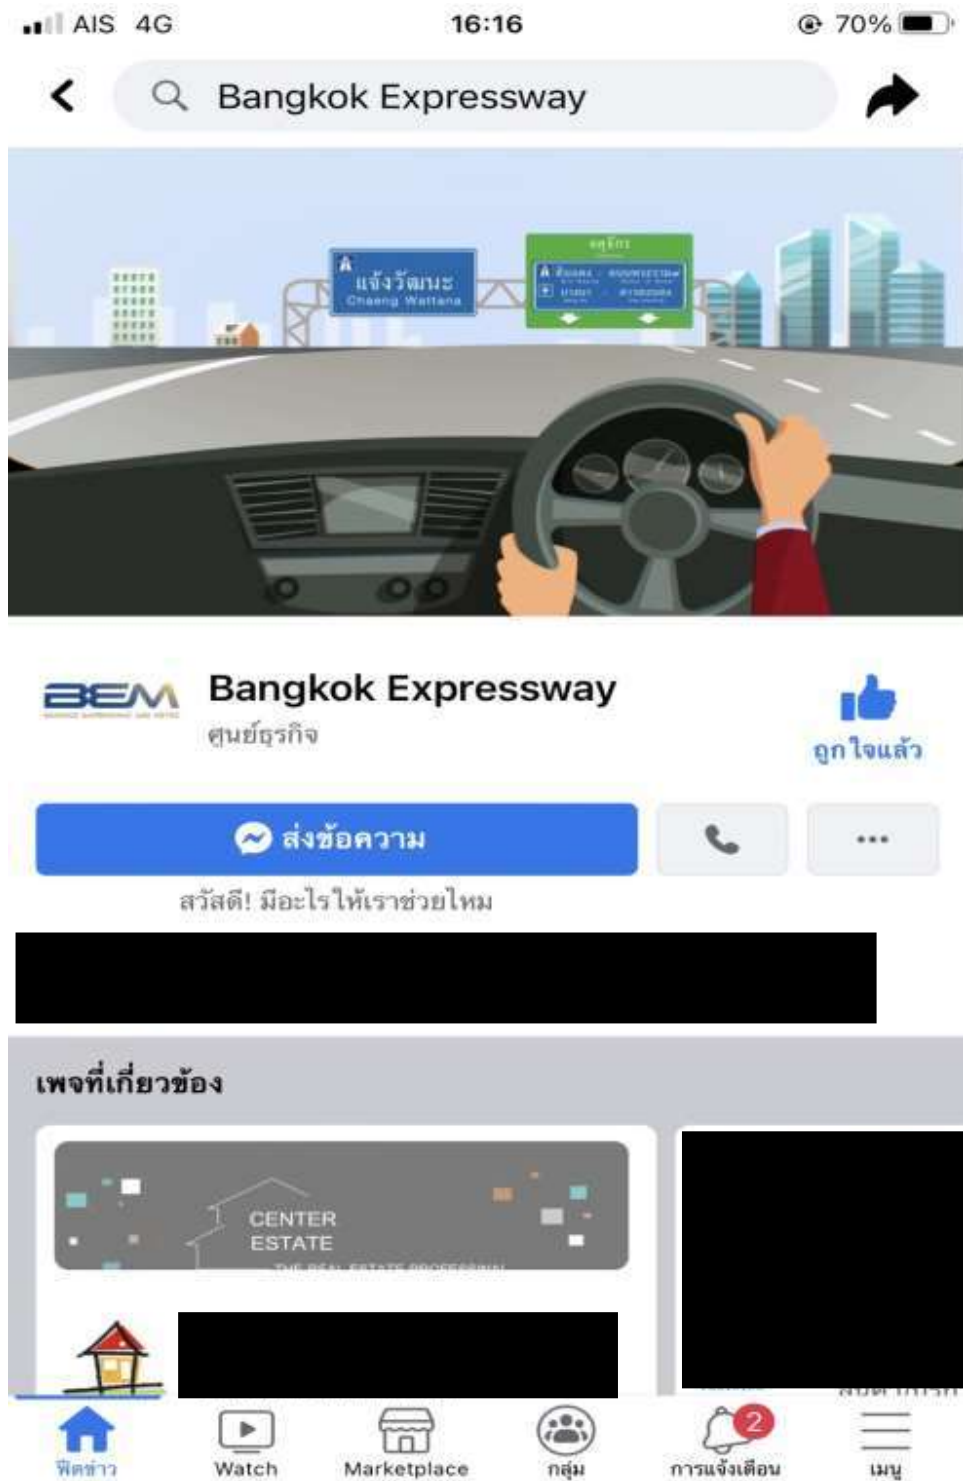 AIS 4G 16:16 70%
Bangkok Expressway
แจ้งวัฒนะ
Chaeng Wattana
จตุจักร
BEM
Bangkok Expressway
ศูนย์ธุรกิจ
ถูกใจแล้ว
ส่งข้อความ
สวัสดี! มีอะไรให้เราช่วยไหม
เพจที่เกี่ยวข้อง
CENTER
ESTATE
2
ฟีดข่าว Watch Marketplace กลุ่ม การแจ้งเตือน เมนู